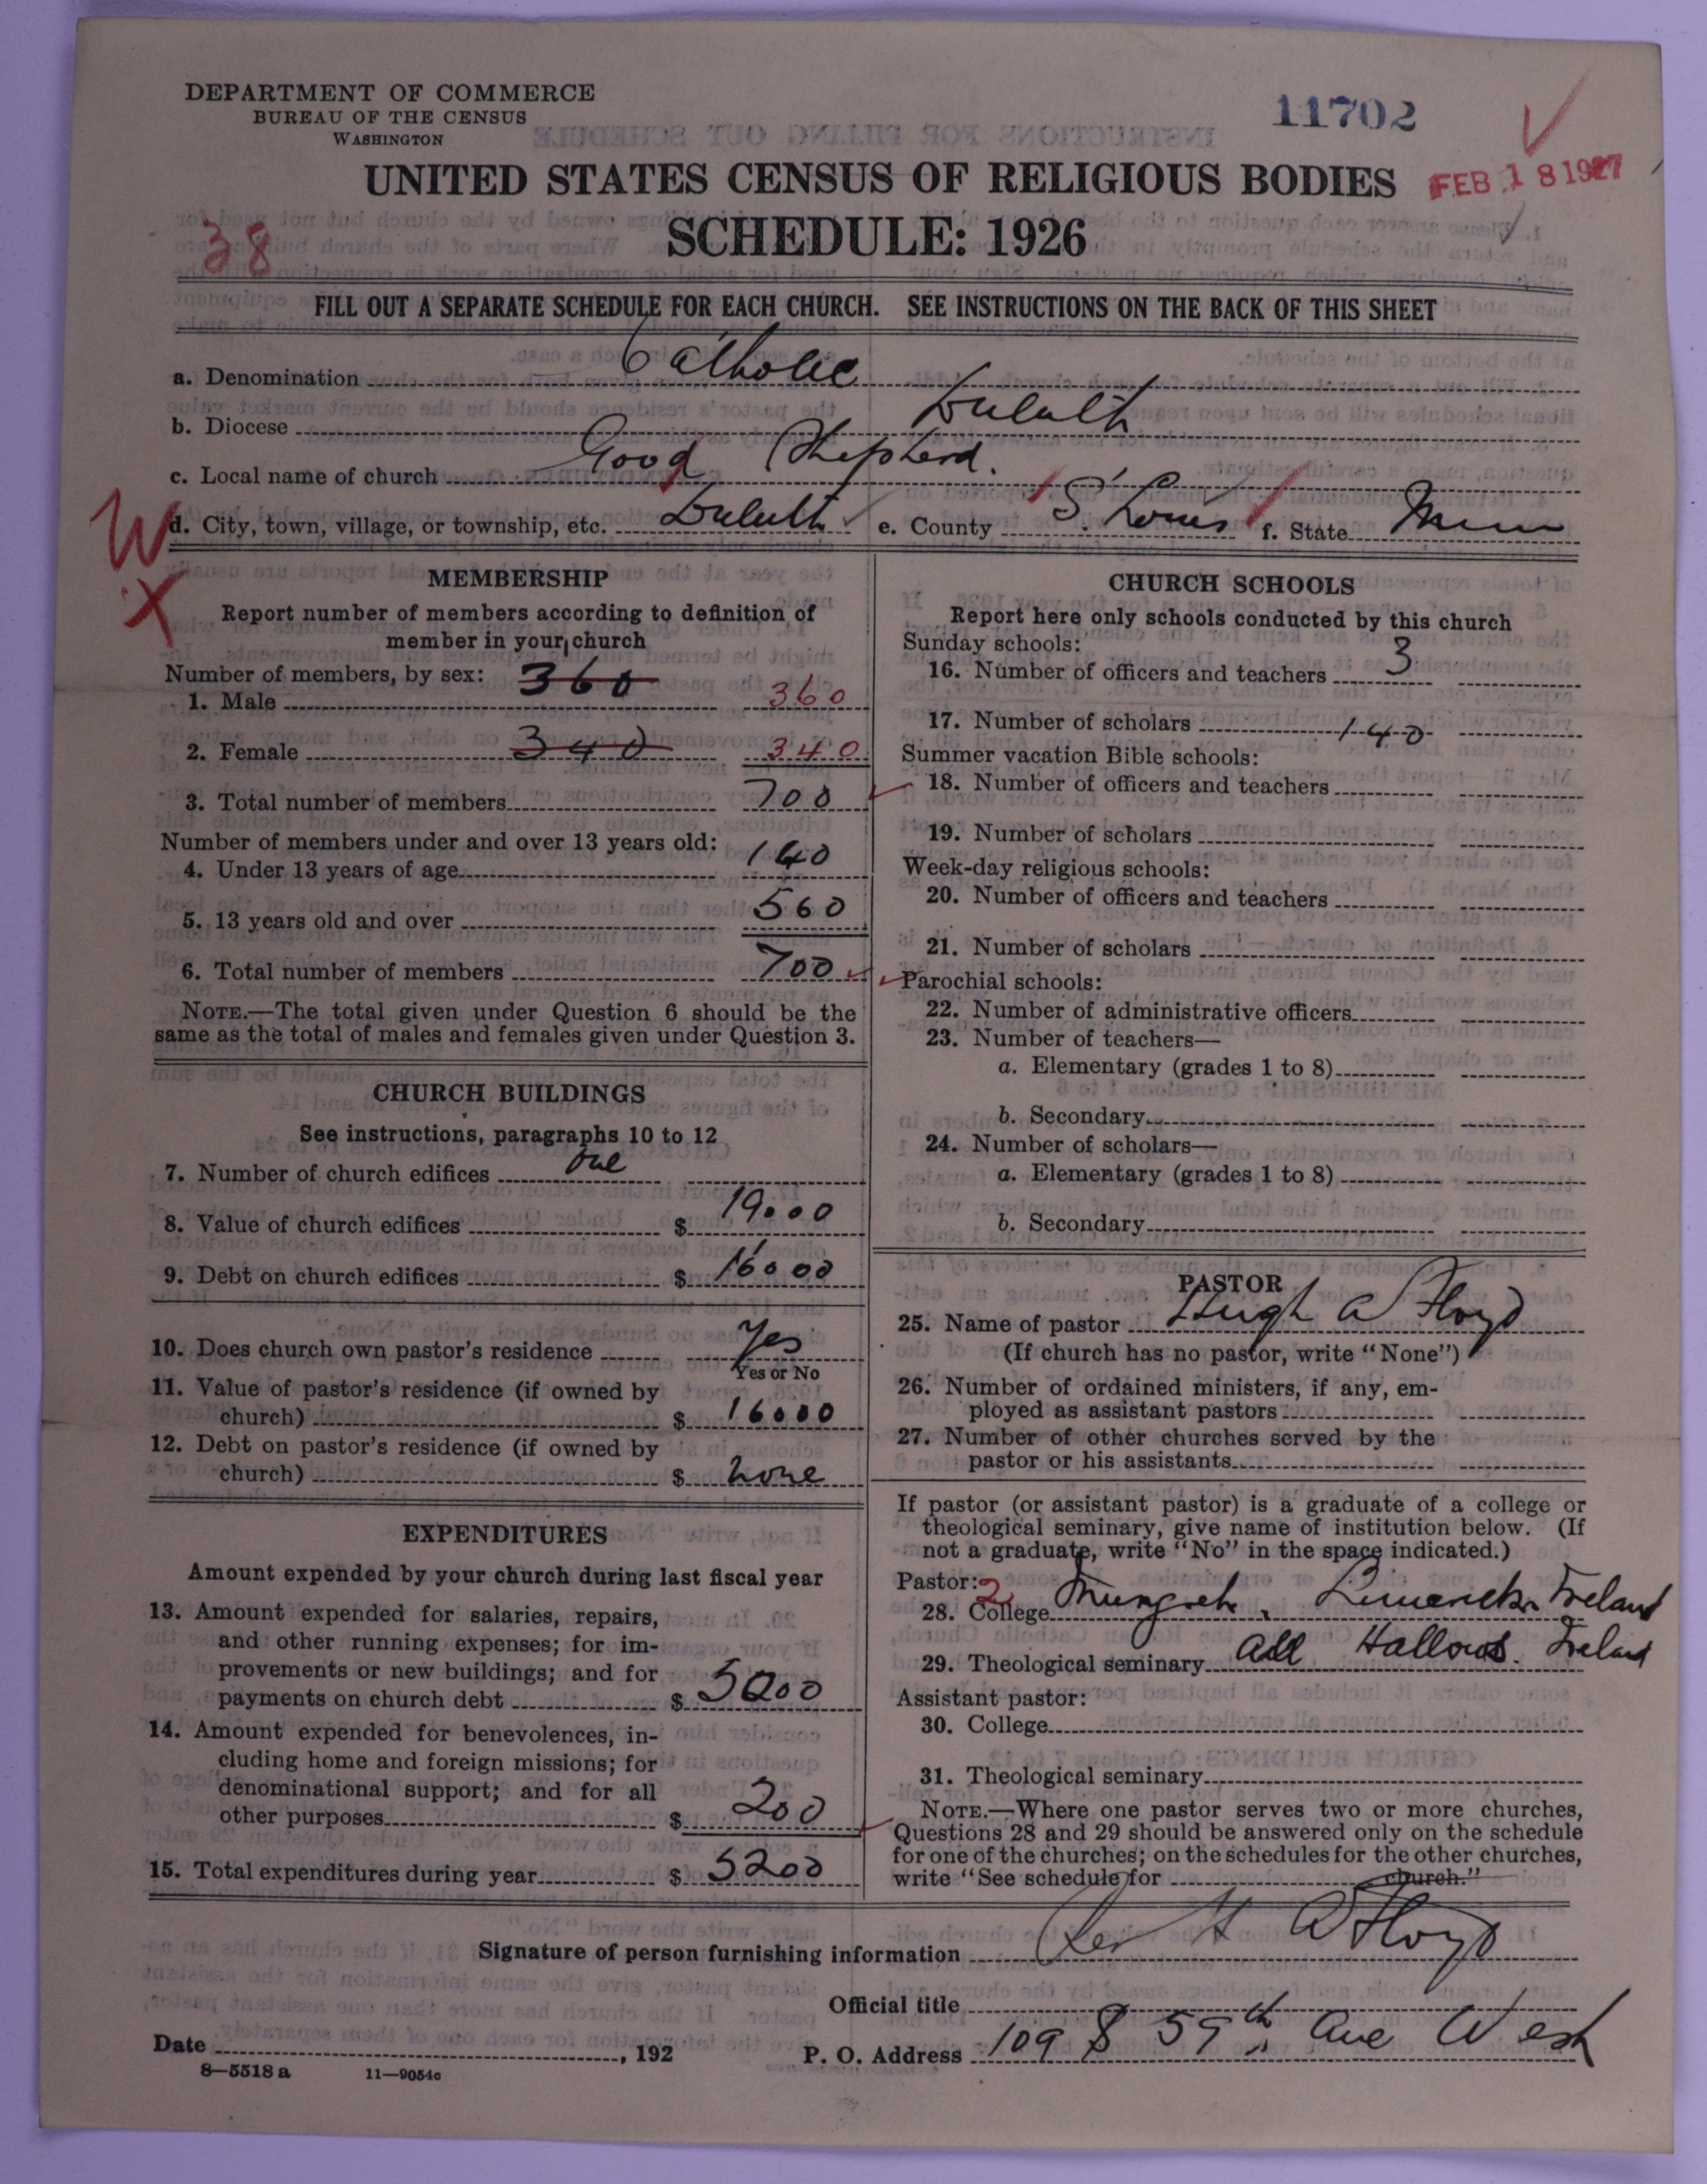 DEPARTMENT OF COMMERCE
BUREAU OF THE CENSUS
WASHINGTON
11702
UNITED STATES CENSUS OF RELIGIOUS BODIES
FEB 18 1927
SCHEDULE: 1926
38
FILL OUT A SEPARATE SCHEDULE FOR EACH CHURCH. SEE INSTRUCTIONS ON THE BACK OF THIS SHEET
a. Denomination Catholic
b. Diocese Duluth
c. Local name of church Good Shepherd.
W
d. City, town, village, or township, etc. Duluth e. County St. Louis f. State Minn
X
MEMBERSHIP
Report number of members according to definition of
member in your church
Number of members, by sex: 360
1. Male 360
2. Female 340 340
3. Total number of members 700
Number of members under and over 13 years old:
4. Under 13 years of age 140
5. 13 years old and over 560
6. Total number of members 700
NOTE.—The total given under Question 6 should be the
same as the total of males and females given under Question 3.
CHURCH BUILDINGS
See instructions, paragraphs 10 to 12
7. Number of church edifices one
8. Value of church edifices $ 19000
9. Debt on church edifices $ 16000
10. Does church own pastor's residence Yes
Yes or No
11. Value of pastor's residence (if owned by
church) $ 16000
12. Debt on pastor's residence (if owned by
church) $ none
EXPENDITURES
Amount expended by your church during last fiscal year
13. Amount expended for salaries, repairs,
and other running expenses; for im-
provements or new buildings; and for
payments on church debt $ 5000
14. Amount expended for benevolences, in-
cluding home and foreign missions; for
denominational support; and for all
other purposes $ 200
15. Total expenditures during year $ 5200
CHURCH SCHOOLS
Report here only schools conducted by this church
Sunday schools:
16. Number of officers and teachers 3
17. Number of scholars 140
Summer vacation Bible schools:
18. Number of officers and teachers
19. Number of scholars
Week-day religious schools:
20. Number of officers and teachers
21. Number of scholars
Parochial schools:
22. Number of administrative officers
23. Number of teachers—
a. Elementary (grades 1 to 8)
b. Secondary
24. Number of scholars—
a. Elementary (grades 1 to 8)
b. Secondary
PASTOR
25. Name of pastor Hugh A Floyd
(If church has no pastor, write "None")
26. Number of ordained ministers, if any, em-
ployed as assistant pastors
27. Number of other churches served by the
pastor or his assistants
If pastor (or assistant pastor) is a graduate of a college or
theological seminary, give name of institution below. (If
not a graduate, write "No" in the space indicated.)
Pastor: 2
28. College Mungret, Limerick Ireland
29. Theological seminary All Hallows. Ireland
Assistant pastor:
30. College
31. Theological seminary
NOTE.—Where one pastor serves two or more churches,
Questions 28 and 29 should be answered only on the schedule
for one of the churches; on the schedules for the other churches,
write "See schedule for church."
Signature of person furnishing information Rev H A Floyd
Official title
Date , 192
P. O. Address 109 S 59th Ave West
8—5518 a 11—9054c